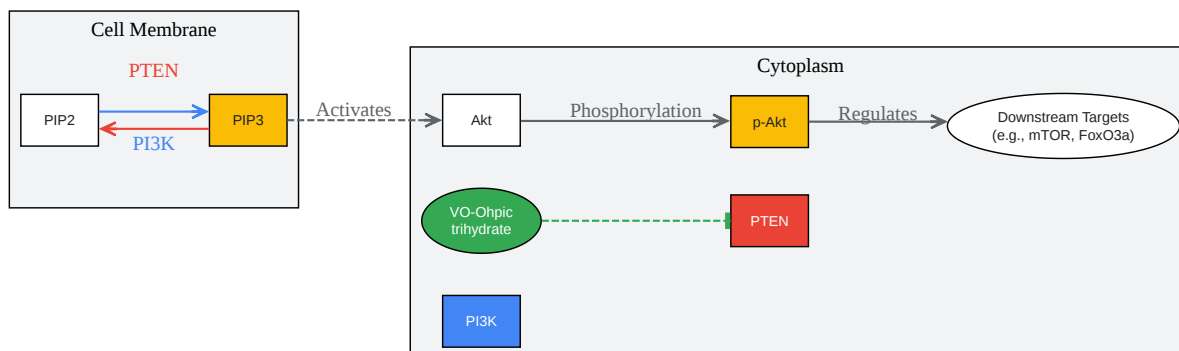 Cell Membrane
PTEN
PIP2
PIP3
PI3K
Activates
Cytoplasm
Akt
Phosphorylation
p-Akt
Regulates
Downstream Targets
(e.g., mTOR, FoxO3a)
VO-Ohpic
trihydrate
PTEN
PI3K